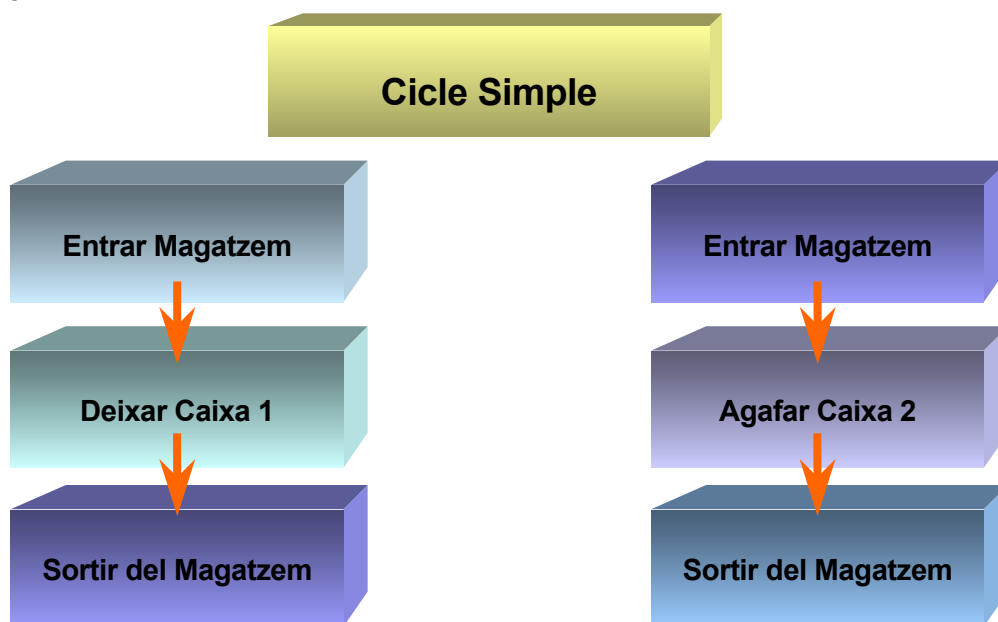 Cicle Simple
Entrar Magatzem
Deixar Caixa 1
Sortir del Magatzem
Entrar Magatzem
Agafar Caixa 2
Sortir del Magatzem